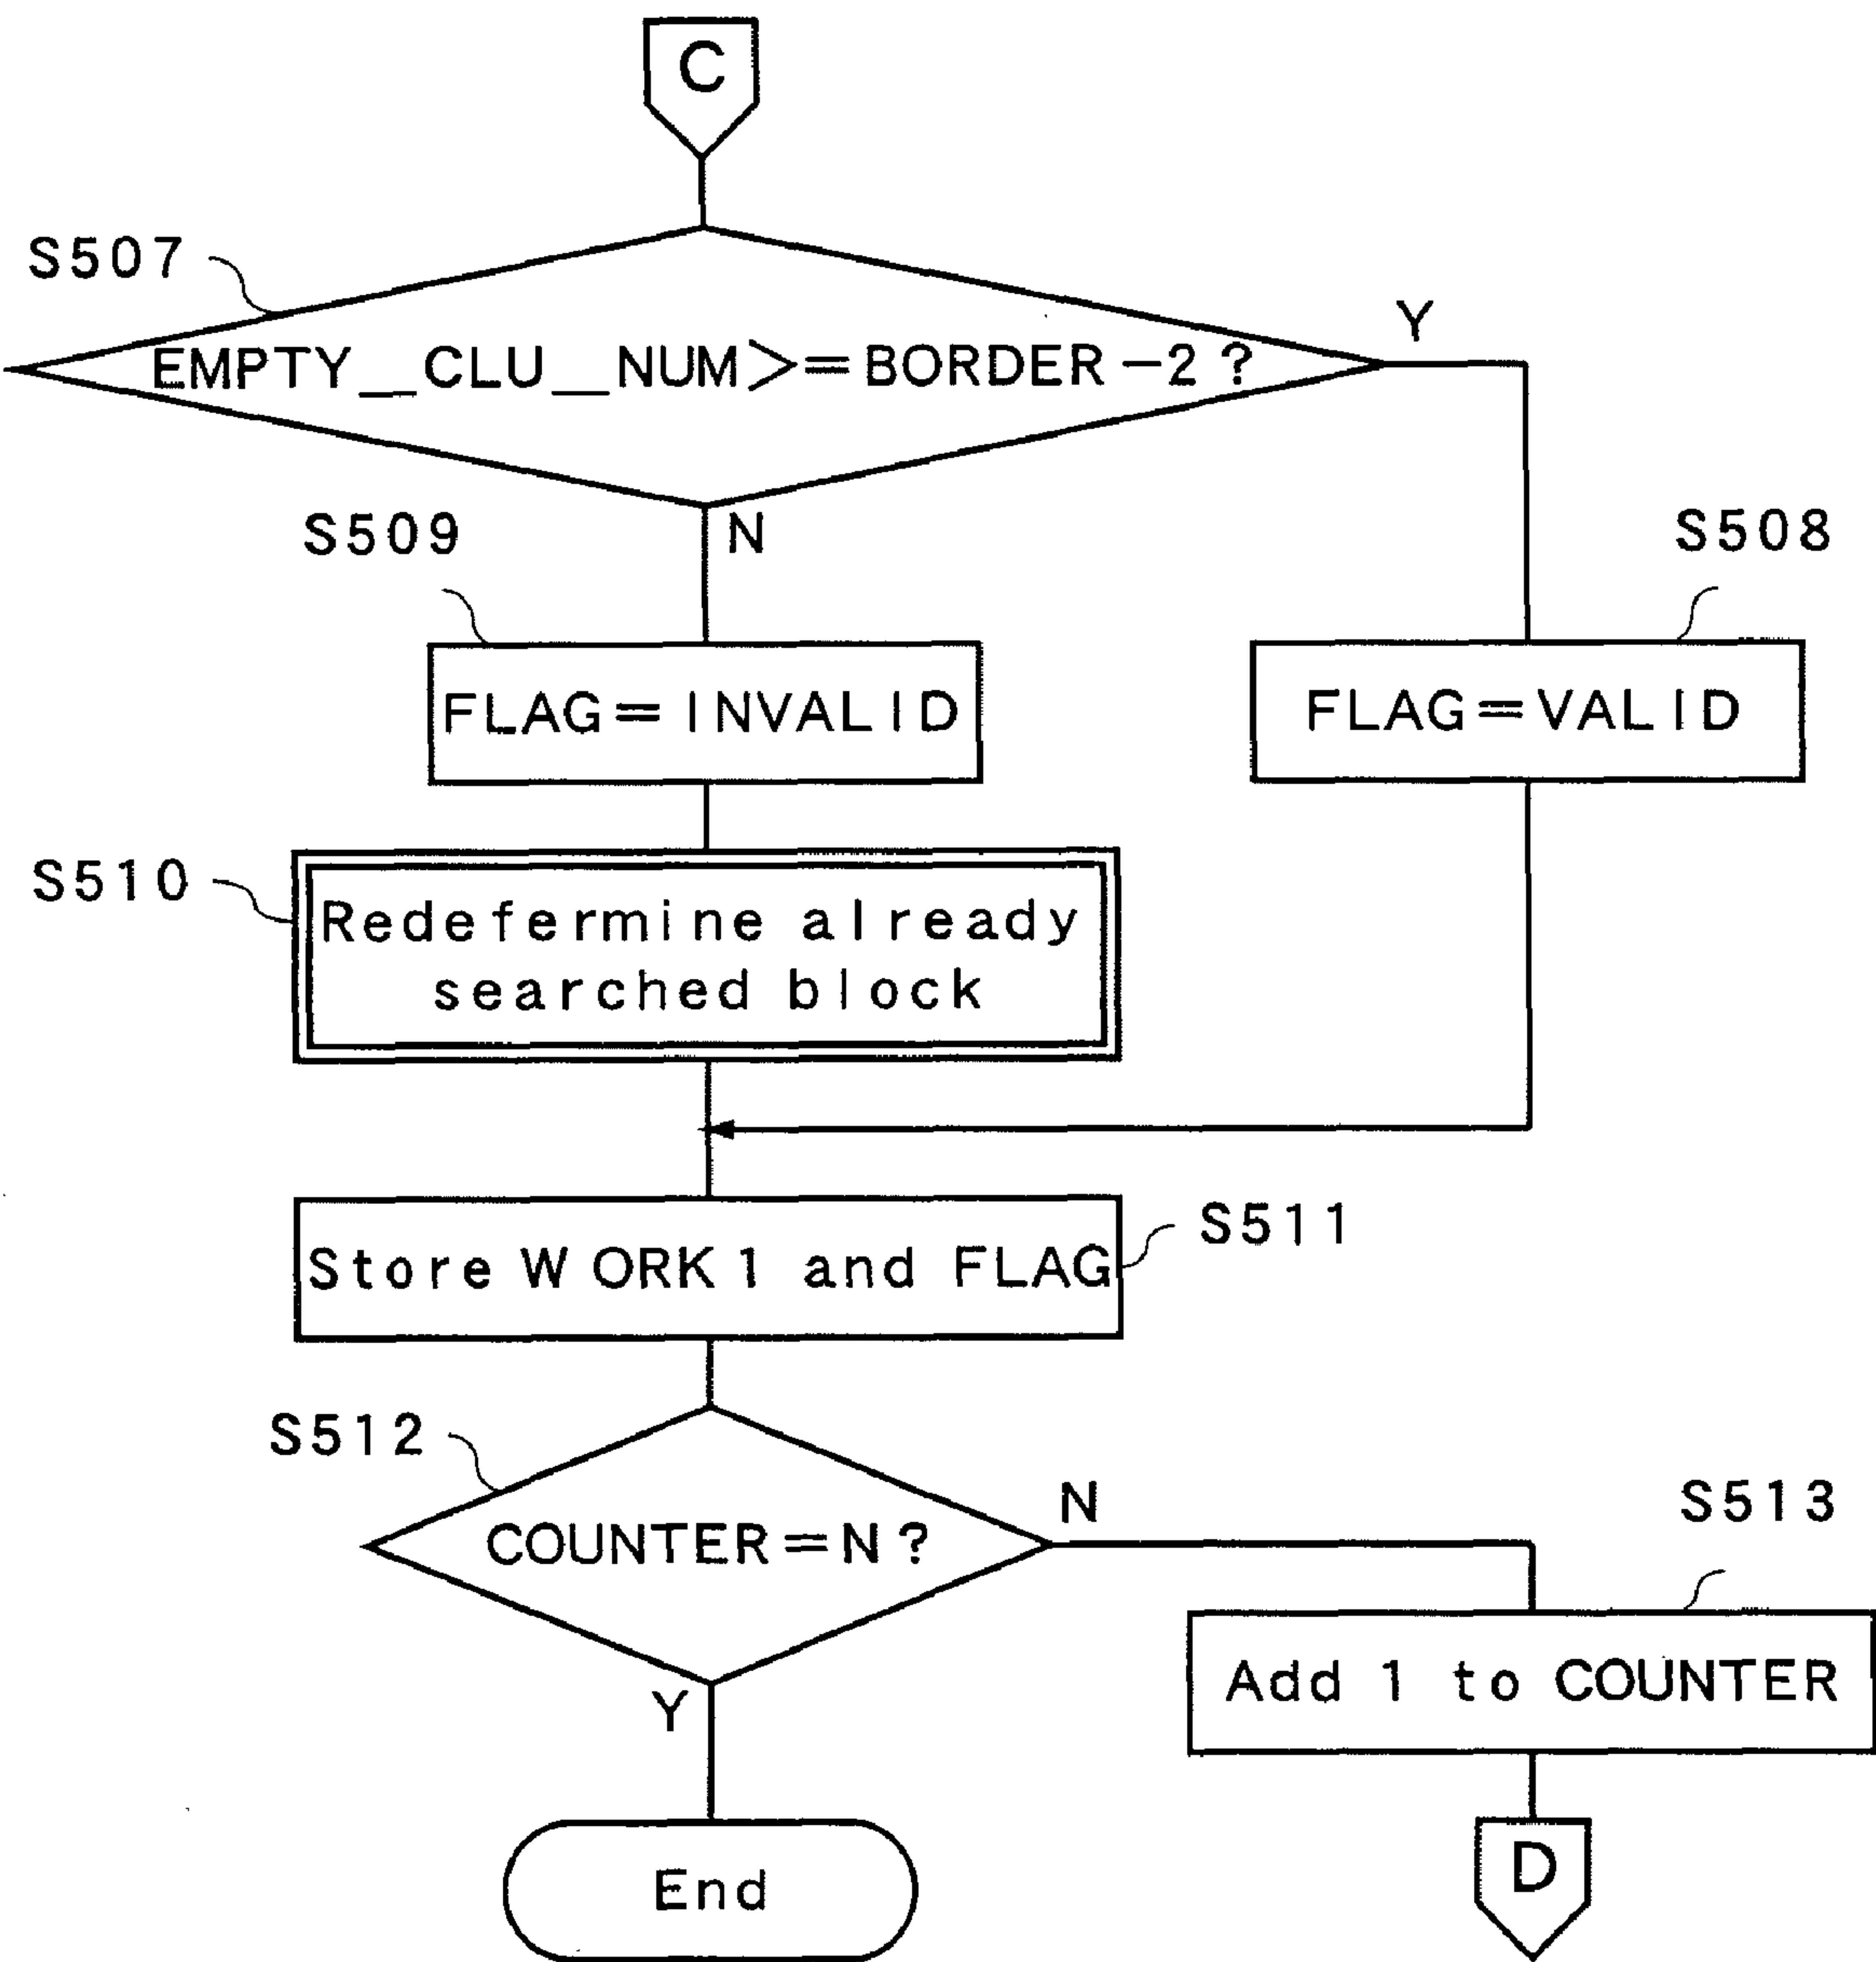 C
S507
EMPTY__CLU__NUM>=BORDER-2?
Y
N
S509
S508
FLAG=INVALID
FLAG=VALID
S510
Redefermine already
searched block
S511
Store WORK1 and FLAG
S512
COUNTER=N?
N
S513
Add 1 to COUNTER
Y
End
D